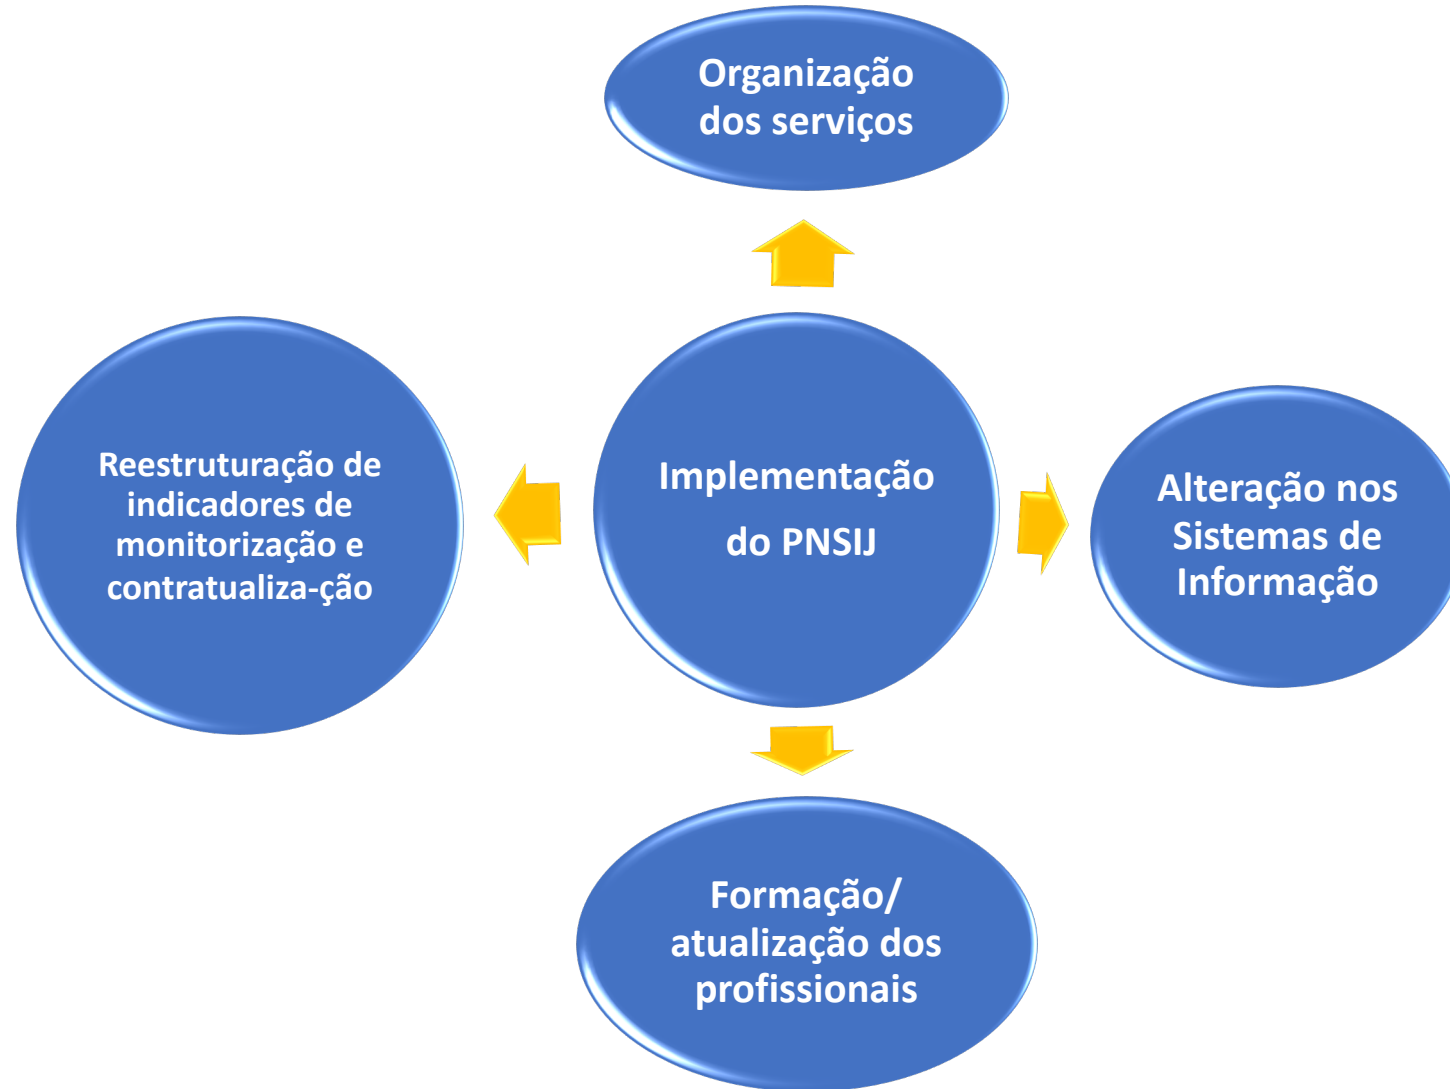 Organização
dos serviços
Reestruturação de
indicadores de
monitorização e
contratualiza-ção
Implementação
do PNSIJ
Alteração nos
Sistemas de
Informação
Formação/
atualização dos
profissionais